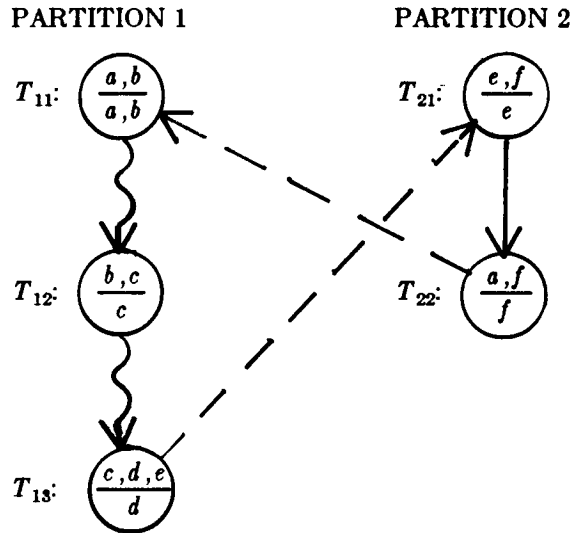 PARTITION 1 PARTITION 2
T11: a,b T21: e,f
a,b e
T12: b,c T22: a,f
c f
T13: c,d,e
d